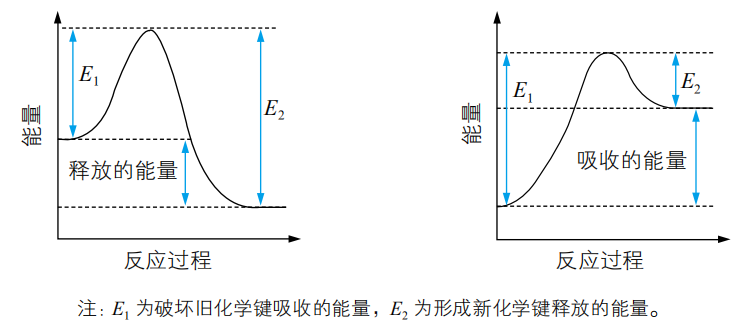 能量
E₁
E₂
释放的能量
反应过程
能量
E₁
E₂
吸收的能量
反应过程
注：E₁ 为破坏旧化学键吸收的能量，E₂ 为形成新化学键释放的能量。